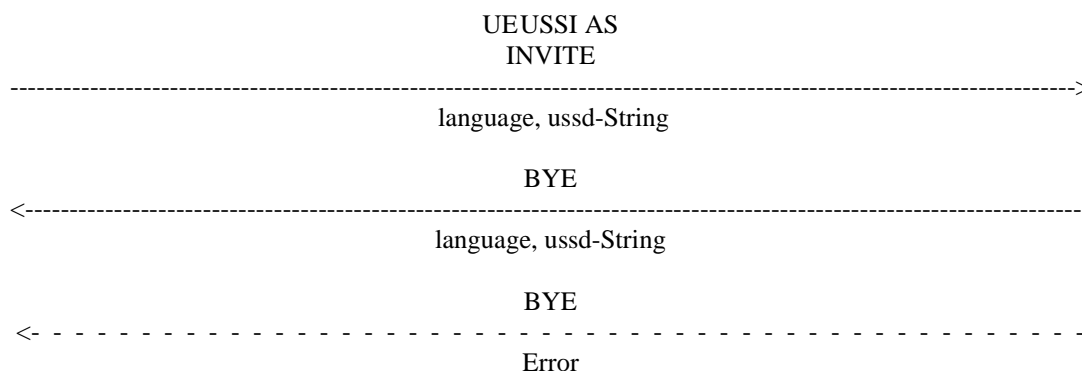 UEUSSI AS
INVITE
language, ussd-String
BYE
language, ussd-String
BYE
Error